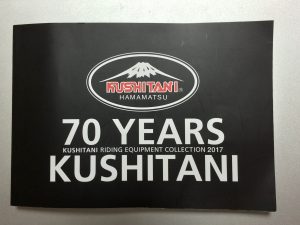 KUSHITANI®
HAMAMATSU
70 YEARS
KUSHITANI RIDING EQUIPMENT COLLECTION 2017
KUSHITANI